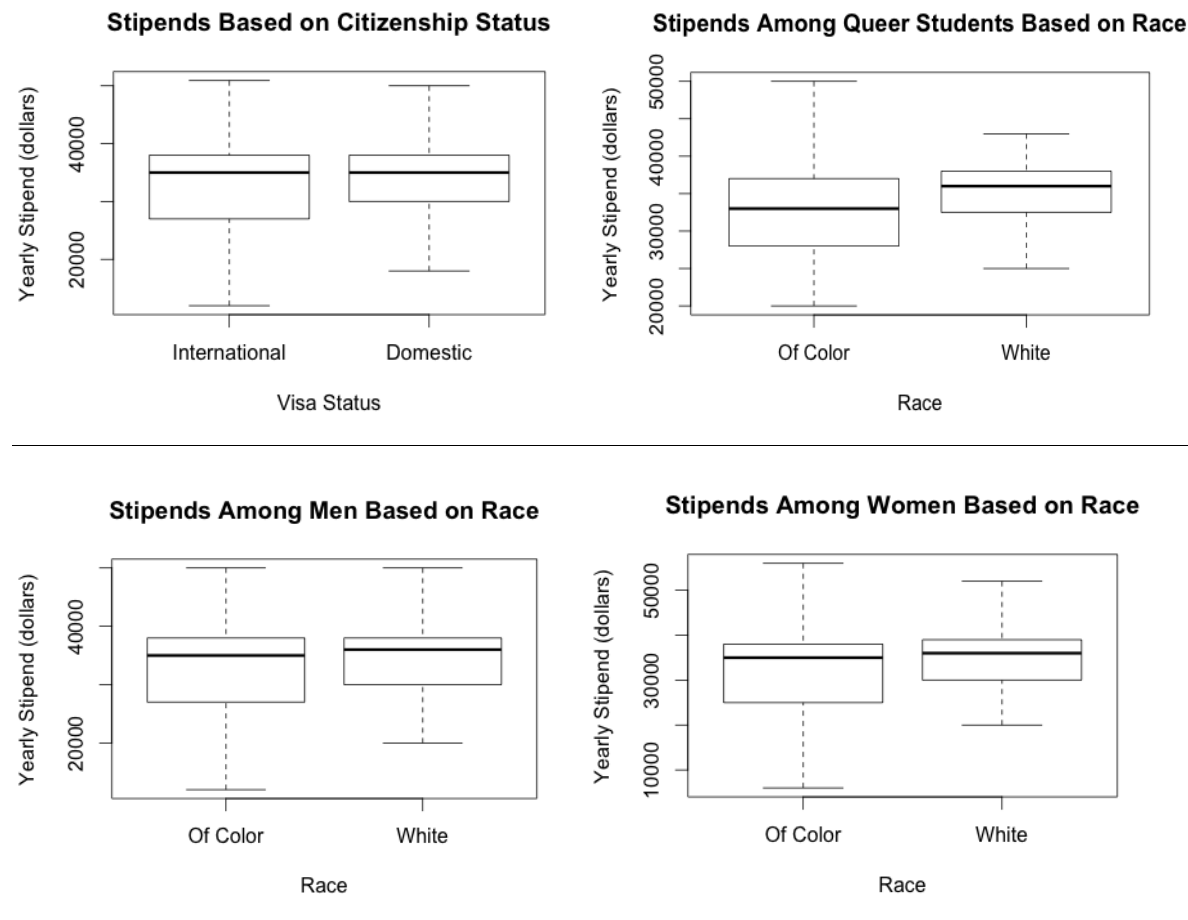 Stipends Based on Citizenship Status
Yearly Stipend (dollars)
40000
20000
International
Domestic
Visa Status
Stipends Among Queer Students Based on Race
Yearly Stipend (dollars)
50000
40000
30000
20000
Of Color
White
Race
Stipends Among Men Based on Race
Yearly Stipend (dollars)
40000
20000
Of Color
White
Race
Stipends Among Women Based on Race
Yearly Stipend (dollars)
50000
30000
10000
Of Color
White
Race